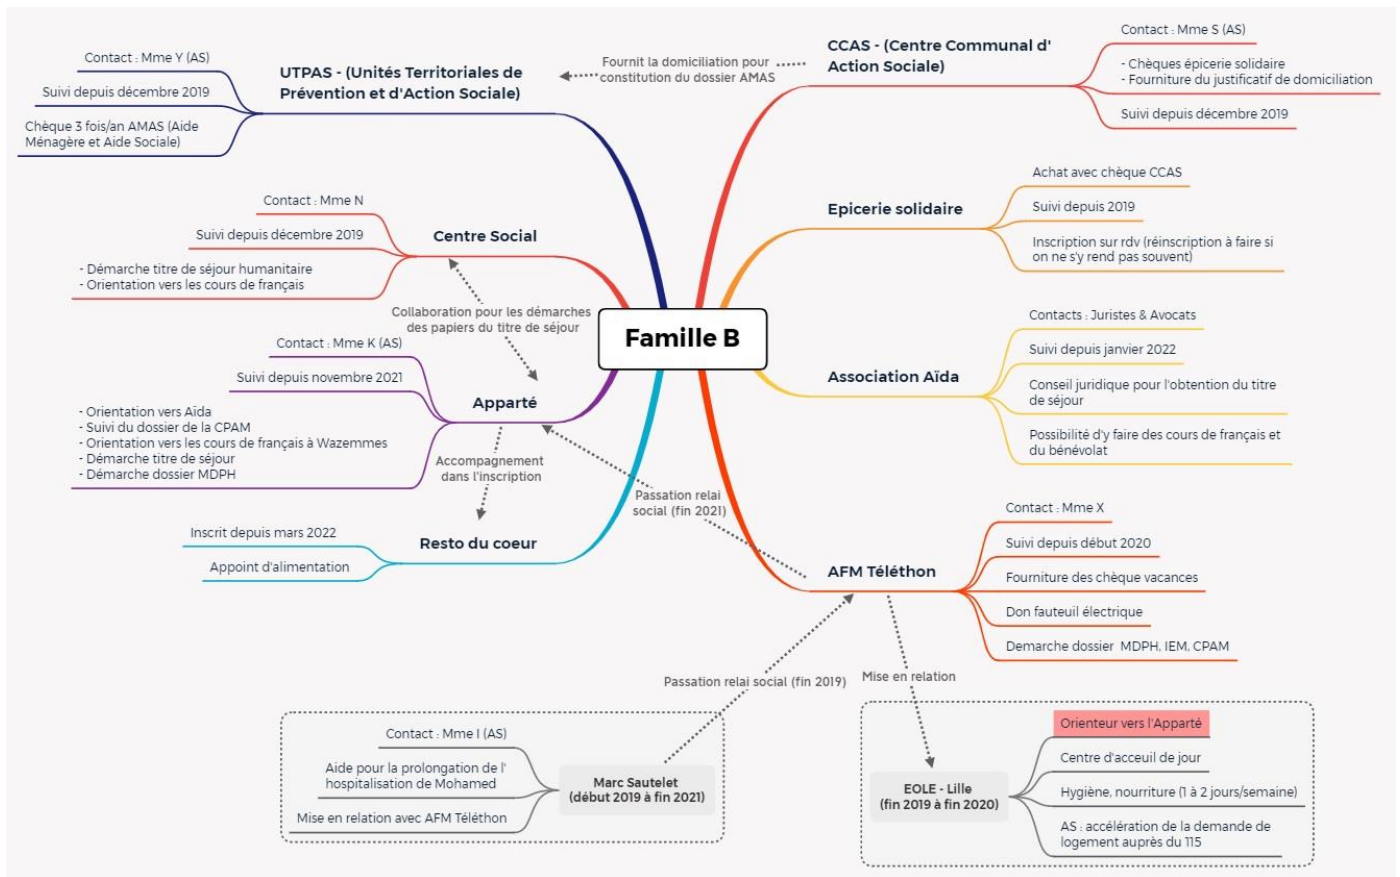 Contact : Mme Y (AS)
Suivi depuis décembre 2019
Chèque 3 fois/an AMAS (Aide
Ménagère et Aide Sociale)
UTPAS - (Unités Territoriales de
Prévention et d'Action Sociale)
Fournit la domiciliation pour
constitution du dossier AMAS
CCAS - (Centre Communal d'
Action Sociale)
Contact : Mme S (AS)
- Chèques épicerie solidaire
- Fourniture du justificatif de domiciliation
Suivi depuis décembre 2019
Contact : Mme N
Suivi depuis décembre 2019
- Démarche titre de séjour humanitaire
- Orientation vers les cours de français
Centre Social
Epicerie solidaire
Achat avec chèque CCAS
Suivi depuis 2019
Inscription sur rdv (réinscription à faire si
on ne s'y rend pas souvent)
Collaboration pour les démarches
des papiers du titre de séjour
Famille B
Contact : Mme K (AS)
Suivi depuis novembre 2021
- Orientation vers Aïda
- Suivi du dossier de la CPAM
- Orientation vers les cours de français à Wazemmes
- Démarche titre de séjour
- Démarche dossier MDPH
Apparté
Association Aïda
Contacts : Juristes & Avocats
Suivi depuis janvier 2022
Conseil juridique pour l'obtention du titre
de séjour
Possibilité d'y faire des cours de français et
du bénévolat
Accompagnement
dans l'inscription
Passation relai
social (fin 2021)
Inscrit depuis mars 2022
Appoint d'alimentation
Resto du coeur
AFM Téléthon
Contact : Mme X
Suivi depuis début 2020
Fourniture des chèque vacances
Don fauteuil électrique
Demarche dossier MDPH, IEM, CPAM
Passation relai social (fin 2019)
Mise en relation
Contact : Mme I (AS)
Aide pour la prolongation de l'
hospitalisation de Mohamed
Mise en relation avec AFM Téléthon
Marc Sautelet
(début 2019 à fin 2021)
EOLE - Lille
(fin 2019 à fin 2020)
Orienteur vers l'Apparté
Centre d'acceuil de jour
Hygiène, nourriture (1 à 2 jours/semaine)
AS : accélération de la demande de
logement auprès du 115